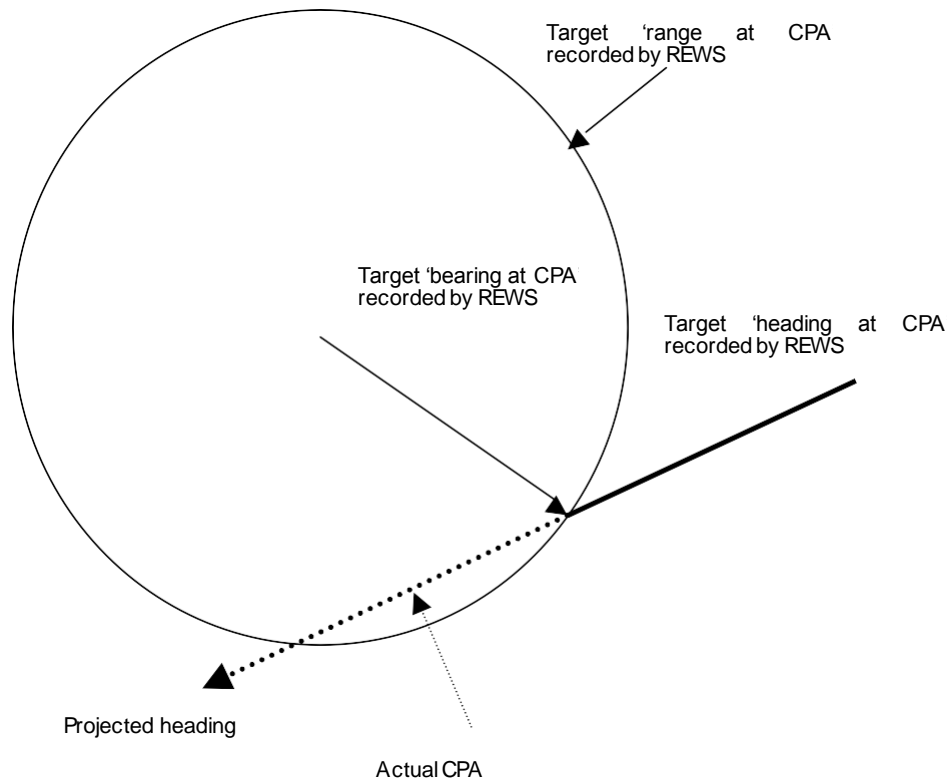 Target 'range at CPA
recorded by REWS
Target 'bearing at CPA
recorded by REWS
Target 'heading at CPA
recorded by REWS
Projected heading
Actual CPA